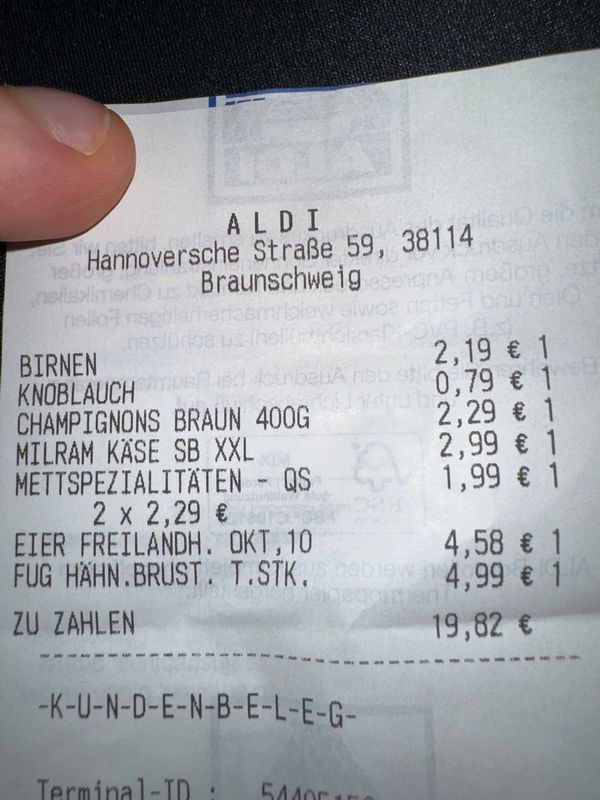 ALDI
Hannoversche Straße 59, 38114
Braunschweig
BIRNEN 2,19 € 1
KNOBLAUCH 0,79 € 1
CHAMPIGNONS BRAUN 400G 2,29 € 1
MILRAM KÄSE SB XXL 2,99 € 1
METTSPEZIALITÄTEN - QS 1,99 € 1
2 x 2,29 €
EIER FREILANDH. OKT,10 4,58 € 1
FUG HÄHN.BRUST. T.STK. 4,99 € 1
ZU ZAHLEN 19,82 €
-K-U-N-D-E-N-B-E-L-E-G-
Terminal-ID :